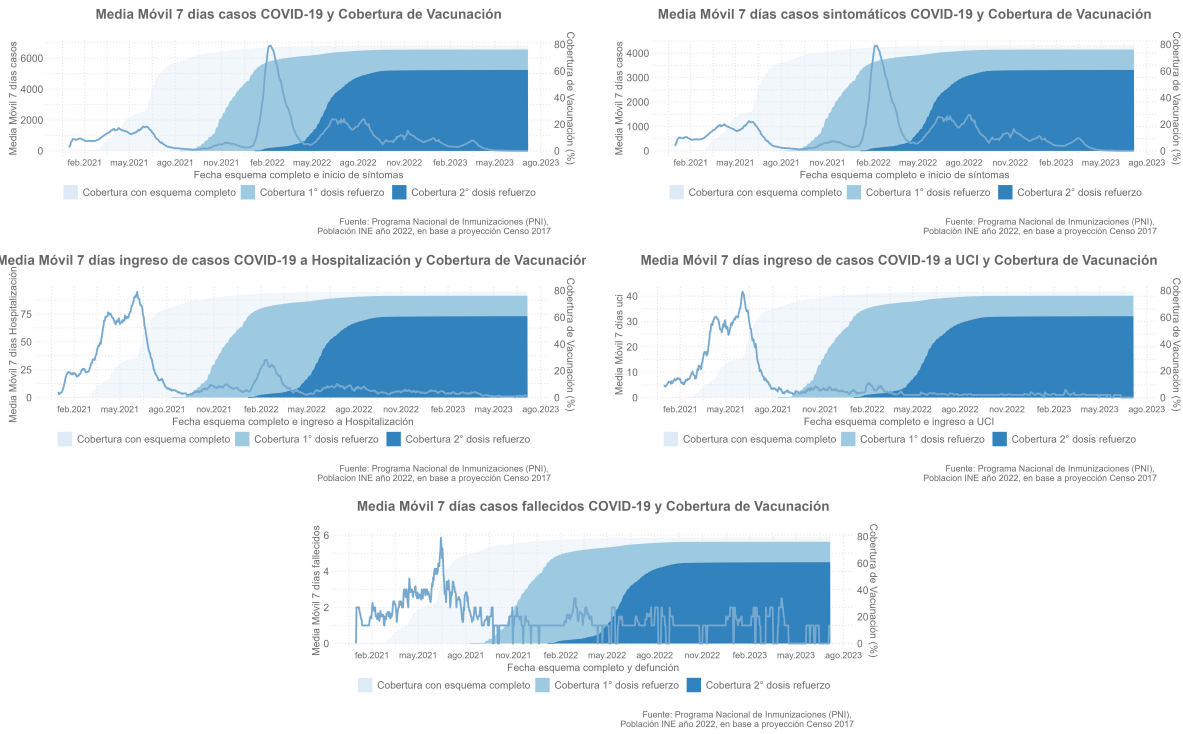 Media Móvil 7 dias casos COVID-19 y Cobertura de Vacunación
Media Móvil 7 días casos
6000
4000
2000
0
80
60
40
20
0
Cobertura de Vacunación (%)
feb.2021 may.2021 ago.2021 nov.2021 feb.2022 may.2022 ago.2022 nov.2022 feb.2023 may.2023 ago.2023
Fecha esquema completo e inicio de síntomas
Cobertura con esquema completo Cobertura 1° dosis refuerzo Cobertura 2° dosis refuerzo
Fuente: Programa Nacional de Inmunizaciones (PNI),
Población INE año 2022, en base a proyección Censo 2017
Media Móvil 7 días casos sintomáticos COVID-19 y Cobertura de Vacunación
Media Móvil 7 días casos
4000
3000
2000
1000
0
80
60
40
20
0
Cobertura de Vacunación (%)
feb.2021 may.2021 ago.2021 nov.2021 feb.2022 may.2022 ago.2022 nov.2022 feb.2023 may.2023 ago.2023
Fecha esquema completo e inicio de síntomas
Cobertura con esquema completo Cobertura 1° dosis refuerzo Cobertura 2° dosis refuerzo
Fuente: Programa Nacional de Inmunizaciones (PNI),
Población INE año 2022, en base a proyección Censo 2017
Media Móvil 7 días ingreso de casos COVID-19 a Hospitalización y Cobertura de Vacunación
Media Móvil 7 días Hospitalización
75
50
25
0
80
60
40
20
0
Cobertura de Vacunación (%)
feb.2021 may.2021 ago.2021 nov.2021 feb.2022 may.2022 ago.2022 nov.2022 feb.2023 may.2023 ago.2023
Fecha esquema completo e ingreso a Hospitalización
Cobertura con esquema completo Cobertura 1° dosis refuerzo Cobertura 2° dosis refuerzo
Fuente: Programa Nacional de Inmunizaciones (PNI),
Poblacion INE año 2022, en base a proyección Censo 2017
Media Móvil 7 días ingreso de casos COVID-19 a UCI y Cobertura de Vacunación
Media Móvil 7 días uci
40
30
20
10
0
80
60
40
20
0
Cobertura de Vacunación (%)
feb.2021 may.2021 ago.2021 nov.2021 feb.2022 may.2022 ago.2022 nov.2022 feb.2023 may.2023 ago.2023
Fecha esquema completo e ingreso a UCI
Cobertura con esquema completo Cobertura 1° dosis refuerzo Cobertura 2° dosis refuerzo
Fuente: Programa Nacional de Inmunizaciones (PNI),
Poblacion INE año 2022, en base a proyección Censo 2017
Media Móvil 7 días casos fallecidos COVID-19 y Cobertura de Vacunación
Media Móvil 7 días fallecidos
6
4
2
0
80
60
40
20
0
Cobertura de Vacunación (%)
feb.2021 may.2021 ago.2021 nov.2021 feb.2022 may.2022 ago.2022 nov.2022 feb.2023 may.2023 ago.2023
Fecha esquema completo y defunción
Cobertura con esquema completo Cobertura 1° dosis refuerzo Cobertura 2° dosis refuerzo
Fuente: Programa Nacional de Inmunizaciones (PNI),
Población INE año 2022, en base a proyección Censo 2017